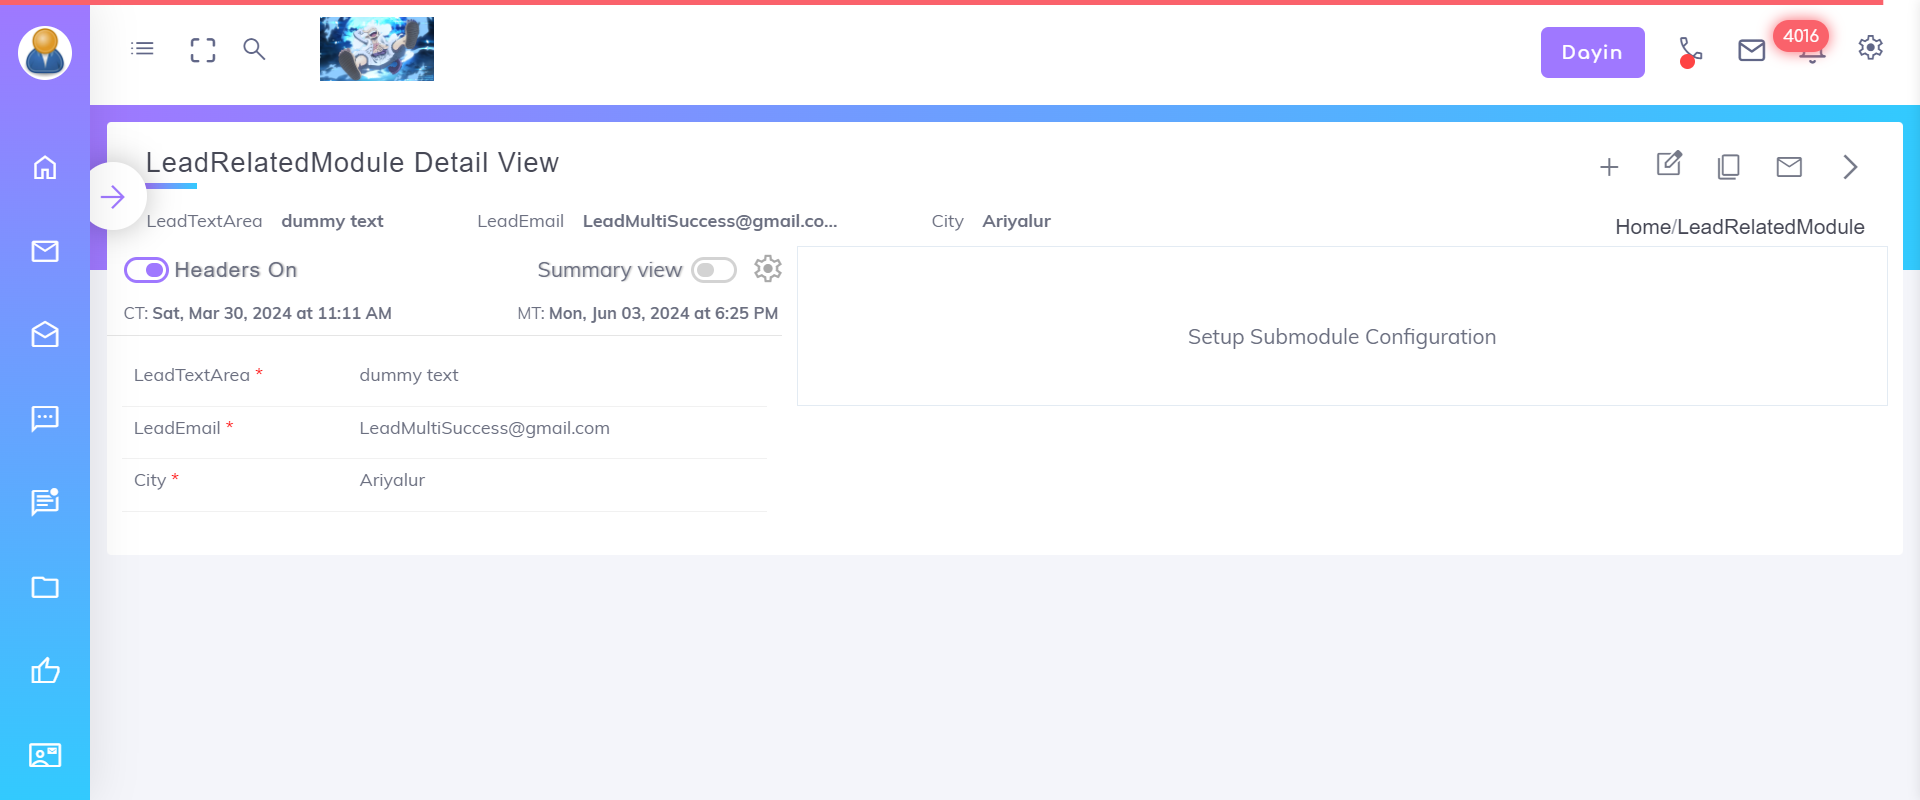 Dayin
4016
LeadRelatedModule Detail View
LeadTextArea dummy text LeadEmail LeadMultiSuccess@gmail.co... City Ariyalur
Home/LeadRelatedModule
Headers On Summary view
CT: Sat, Mar 30, 2024 at 11:11 AM MT: Mon, Jun 03, 2024 at 6:25 PM
Setup Submodule Configuration
LeadTextArea * dummy text
LeadEmail * LeadMultiSuccess@gmail.com
City * Ariyalur